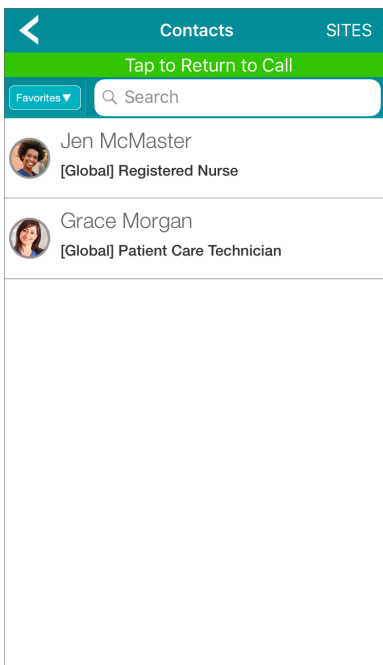 Contacts SITES
Tap to Return to Call
Favorites▼ Search
Jen McMaster
[Global] Registered Nurse
Grace Morgan
[Global] Patient Care Technician